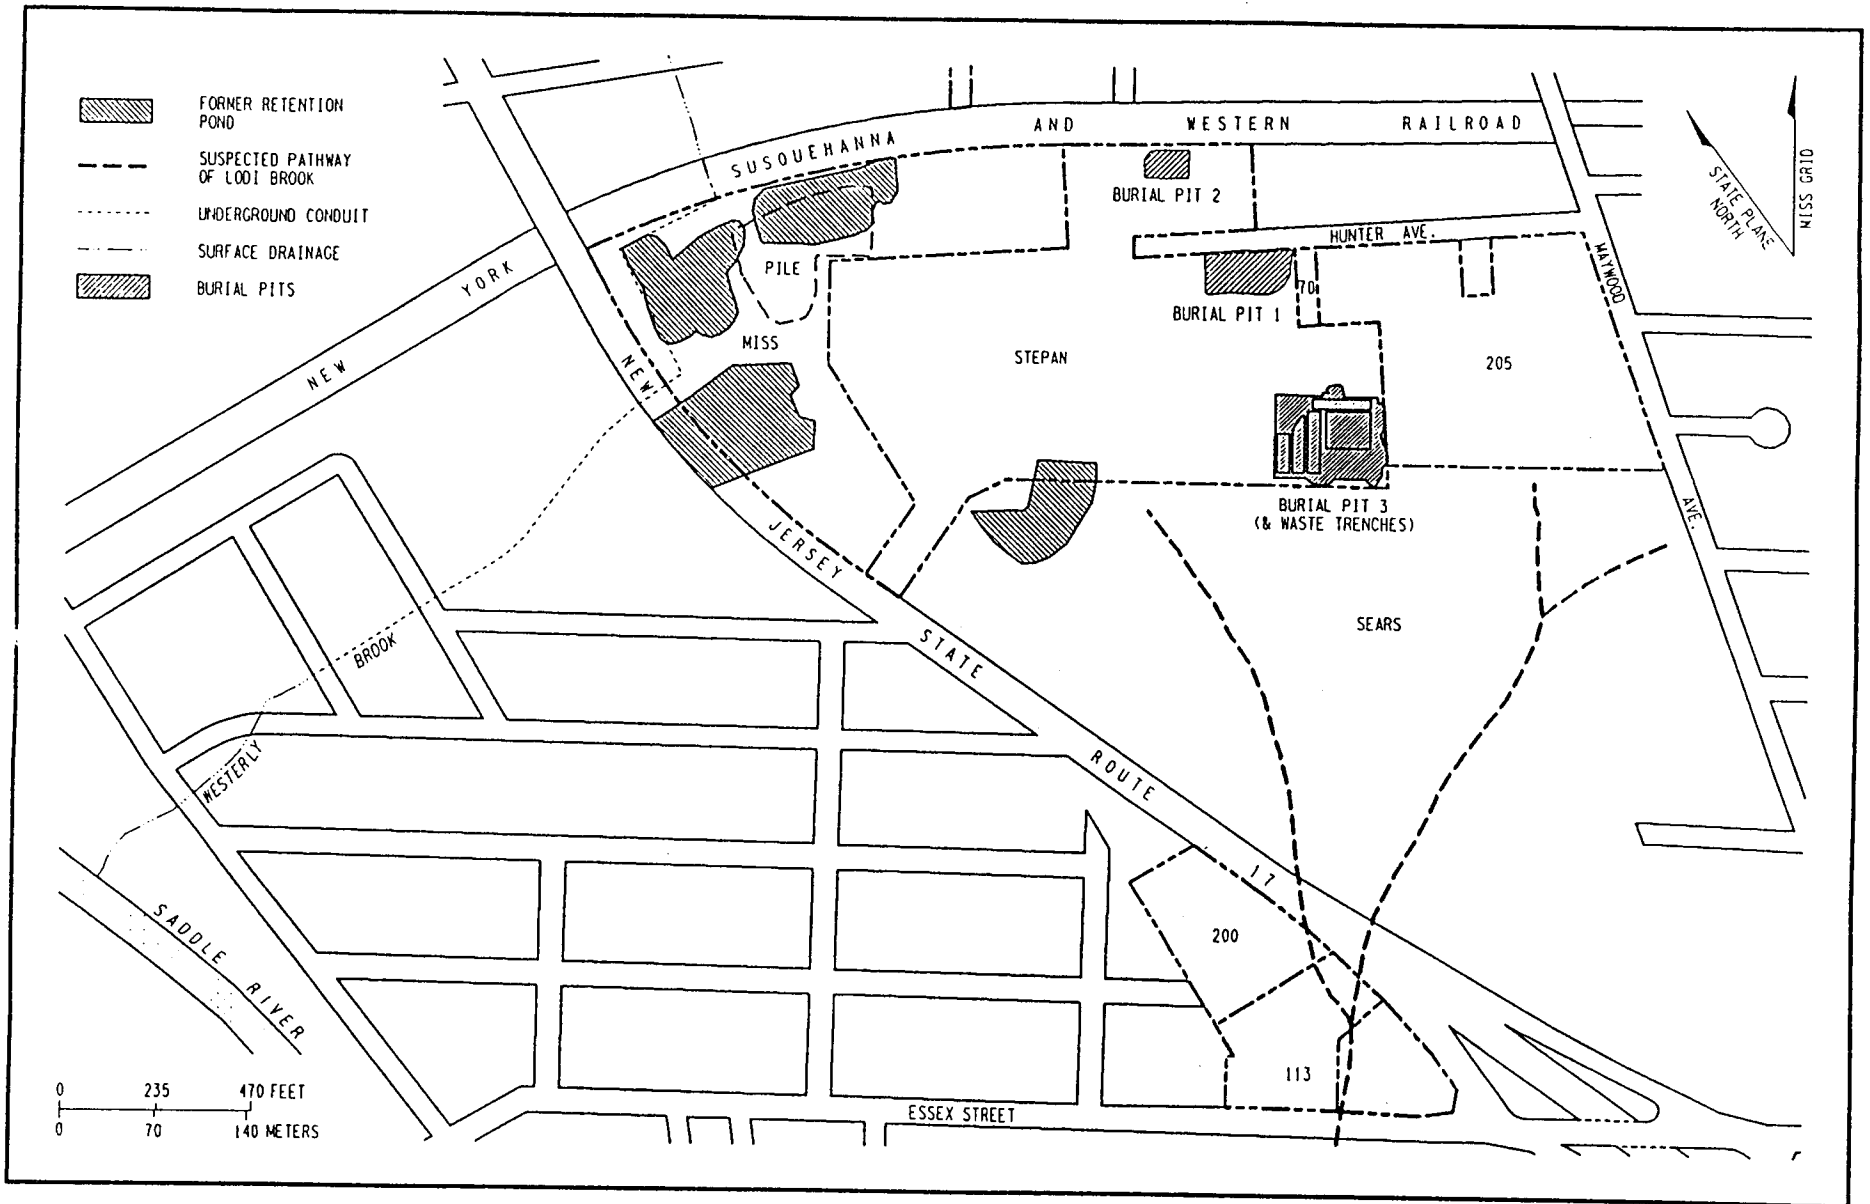 FORMER RETENTION
POND
SUSPECTED PATHWAY
OF LODI BROOK
UNDERGROUND CONDUIT
SURFACE DRAINAGE
BURIAL PITS
NEW YORK SUSQUEHANNA AND WESTERN RAILROAD
STATE PLANE
NORTH
MISS GRID
BURIAL PIT 2
HUNTER AVE.
MAYWOOD AVE.
PILE
70
BURIAL PIT 1
MISS
STEPAN
205
NEW JERSEY STATE ROUTE 17
BURIAL PIT 3
(& WASTE TRENCHES)
SEARS
WESTERLY BROOK
SADDLE RIVER
200
113
ESSEX STREET
0 235 470 FEET
0 70 140 METERS